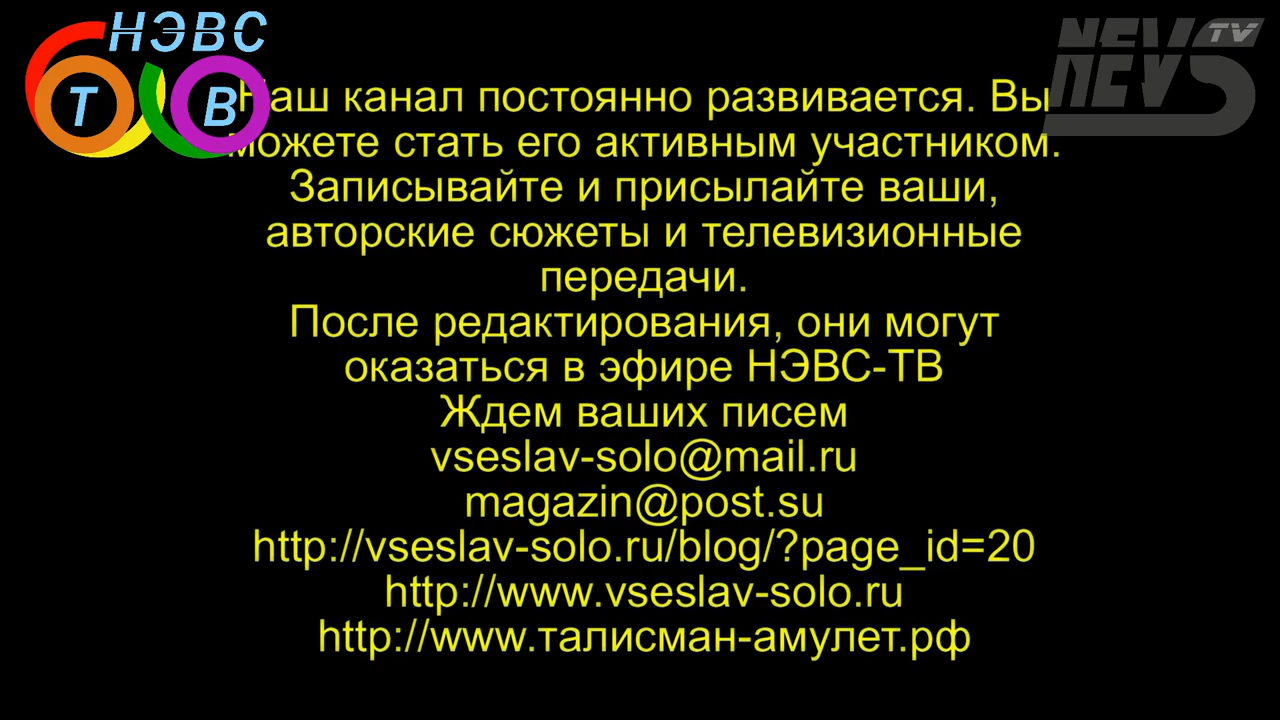 НЭВС
Т В
NEVS TV
NEVS
Наш канал постоянно развивается. Вы
можете стать его активным участником.
Записывайте и присылайте ваши,
авторские сюжеты и телевизионные
передачи.
После редактирования, они могут
оказаться в эфире НЭВС-ТВ
Ждем ваших писем
vseslav-solo@mail.ru
magazin@post.su
http://vseslav-solo.ru/blog/?page_id=20
http://www.vseslav-solo.ru
http://www.талисман-амулет.рф